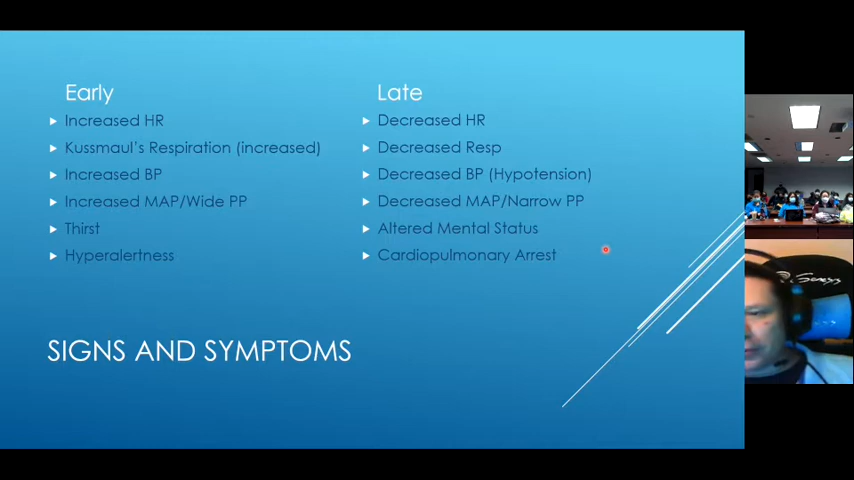 Early
Increased HR
Kussmaul's Respiration (increased)
Increased BP
Increased MAP/Wide PP
Thirst
Hyperalertness
Late
Decreased HR
Decreased Resp
Decreased BP (Hypotension)
Decreased MAP/Narrow PP
Altered Mental Status
Cardiopulmonary Arrest
SIGNS AND SYMPTOMS